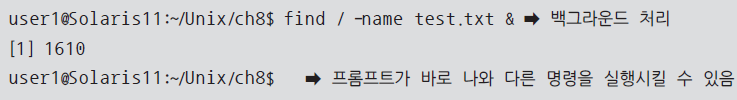 user1@Solaris11:~/Unix/ch8$ find / -name test.txt & ➡ 백그라운드 처리
[1] 1610
user1@Solaris11:~/Unix/ch8$ ➡ 프롬프트가 바로 나와 다른 명령을 실행시킬 수 있음